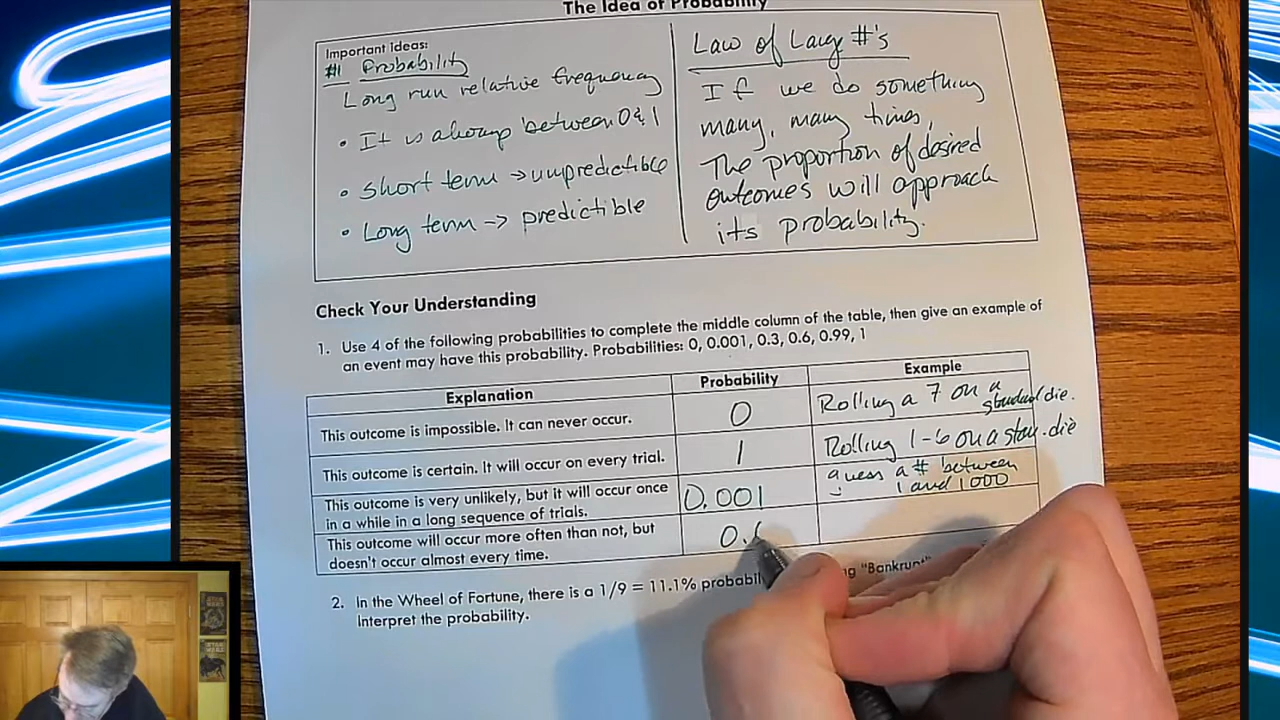 The Idea of Probability
Important ideas:
#1 Probability
Long run relative frequency
• It is always between 0 & 1
• short term → unpredictible
• Long term → predictible
Law of Large #'s
If we do something
many, many times,
The proportion of desired
outcomes will approach
its probability.
Check Your Understanding
1. Use 4 of the following probabilities to complete the middle column of the table, then give an example of
an event may have this probability. Probabilities: 0, 0.001, 0.3, 0.6, 0.99, 1
Explanation
Probability
Example
This outcome is impossible. It can never occur.
0
Rolling a 7 on a
standard die.
This outcome is certain. It will occur on every trial.
1
Rolling 1-6 on a stan. die
This outcome is very unlikely, but it will occur once
in a while in a long sequence of trials.
0.001
guess a # between
1 and 1000
This outcome will occur more often than not, but
doesn't occur almost every time.
0.6
2. In the Wheel of Fortune, there is a 1/9 = 11.1% "Bankrupt"
Interpret the probability.